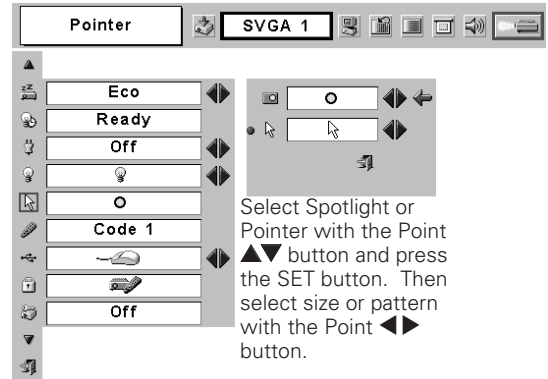 Pointer
SVGA 1
Eco
Ready
Off
Code 1
Off
Select Spotlight or
Pointer with the Point
▲▼ button and press
the SET button. Then
select size or pattern
with the Point ◀▶
button.